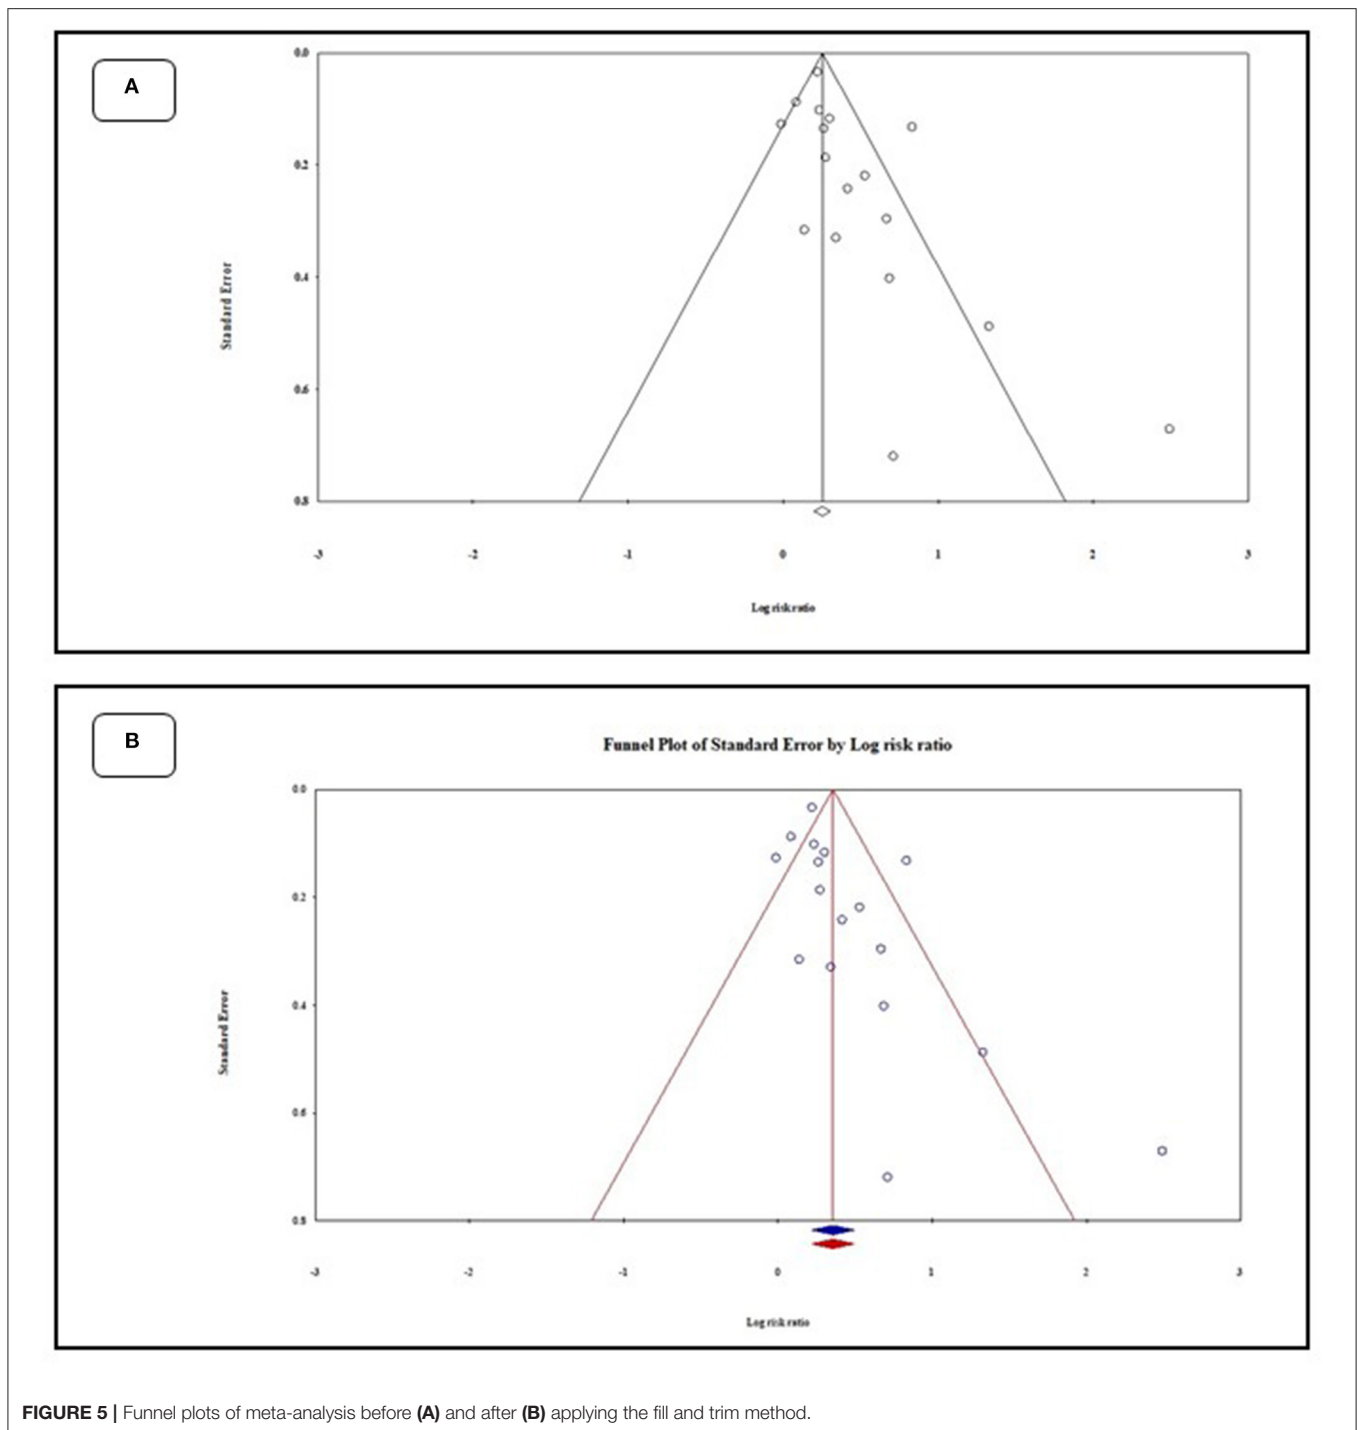 A
0.0
0.2
0.4
0.6
0.8
Standard Error
-3 -2 -1 0 1 2 3
Log risk ratio
B
Funnel Plot of Standard Error by Log risk ratio
0.0
0.2
0.4
0.6
0.8
Standard Error
-3 -2 -1 0 1 2 3
Log risk ratio
FIGURE 5 | Funnel plots of meta-analysis before (A) and after (B) applying the fill and trim method.